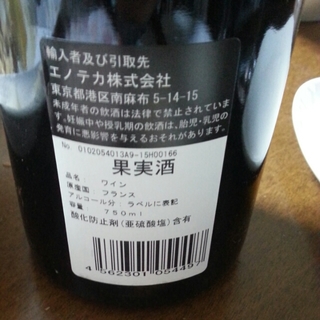 輸入者及び引取先
エノテカ株式会社
東京都港区南麻布5-14-15
未成年者の飲酒は法律で禁止されていま
す。妊娠中や授乳期の飲酒は、胎児・乳児の
発育に悪影響を与えるおそれがあります。
No. 0102054013A9-15H00166
果実酒
品名 ワイン
原産国 フランス
アルコール分 ラベルに表記
容量 750ml
酸化防止剤(亜硫酸塩)含有
4562301054497